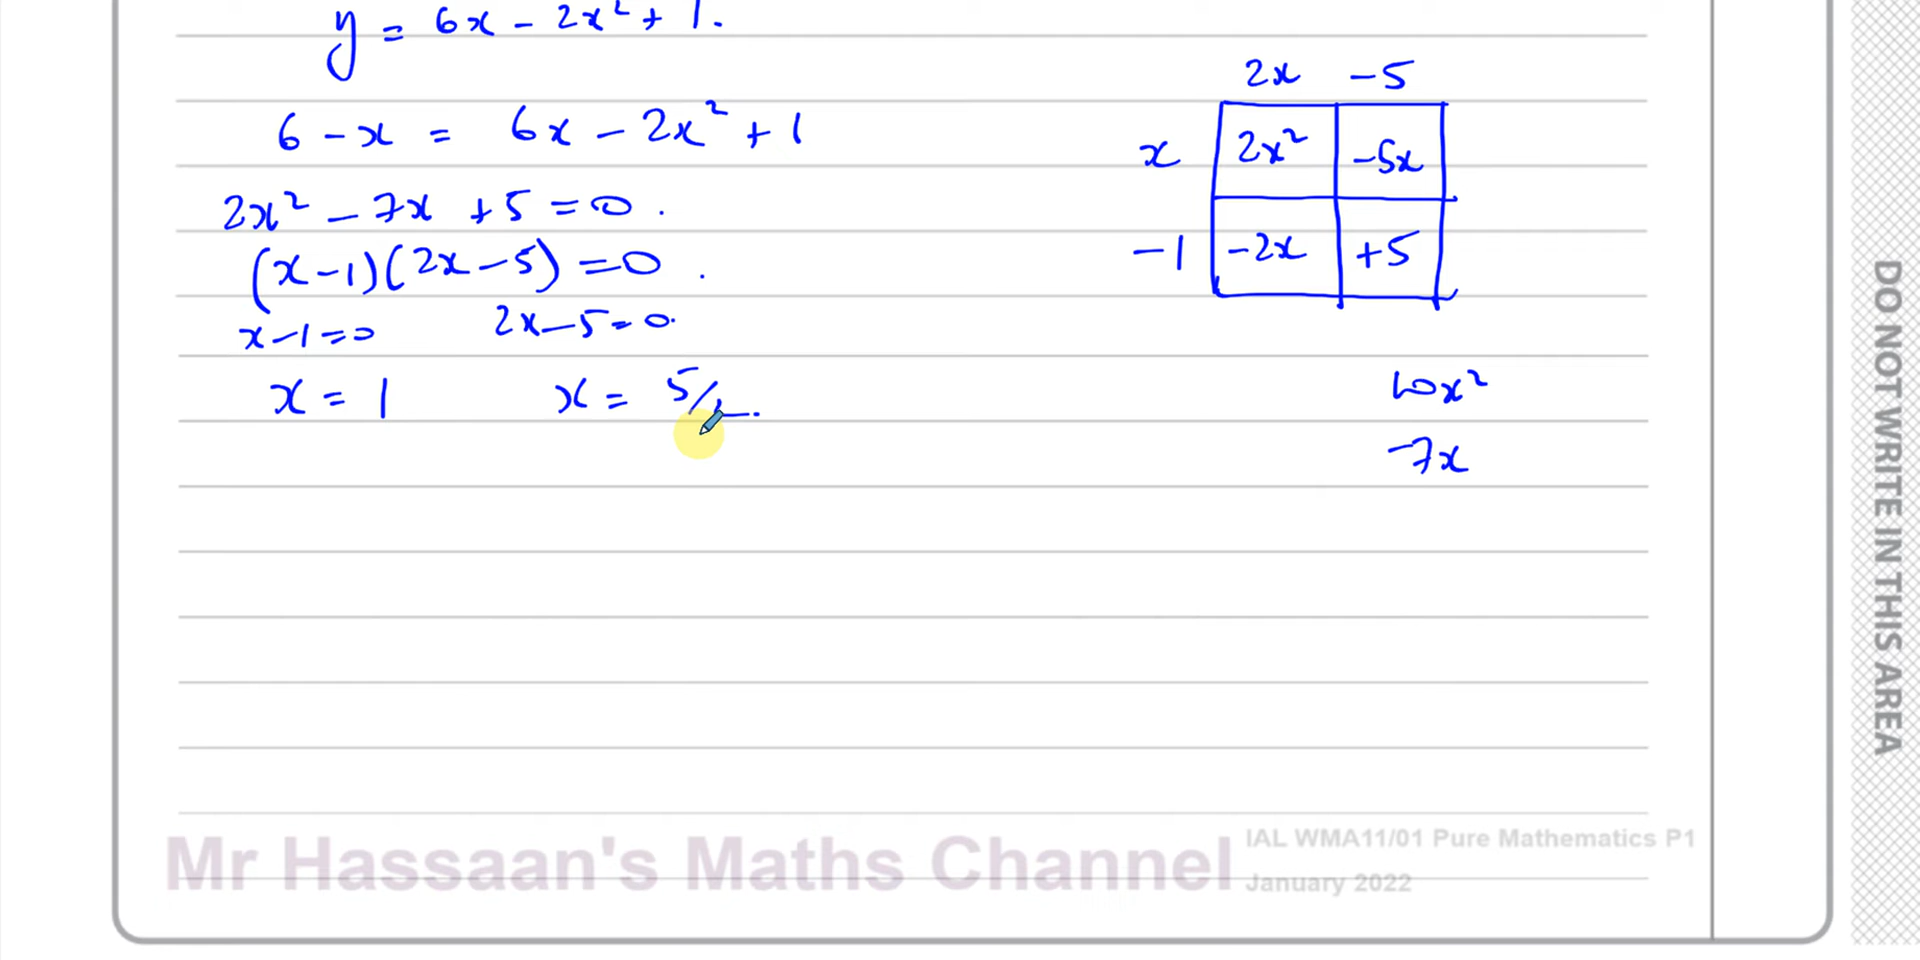 y = 6x - 2x² + 1.
6 - x = 6x - 2x² + 1
2x² - 7x + 5 = 0.
(x-1)(2x-5) = 0.
x-1=0 2x-5=0.
x = 1 x = 5/2.
2x -5
x 2x² -5x
-1 -2x +5
10x²
-7x
DO NOT WRITE IN THIS AREA
Mr Hassaan's Maths Channel
IAL WMA11/01 Pure Mathematics P1
January 2022